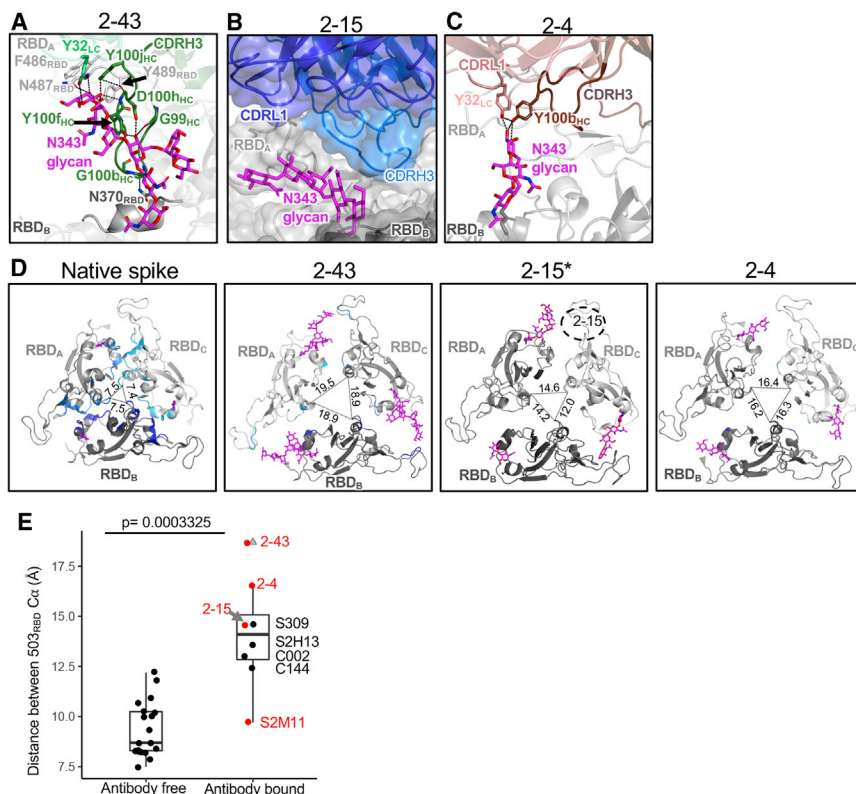 A
2-43
RBDA
Y32LC
Y100jHC
CDRH3
F486RBD
Y489RBD
N487RBD
D100hHC
Y100fHC
G99HC
N343
glycan
G100bHC
N370RBD
RBDB
B
2-15
CDRL1
RBDA
CDRH3
N343
glycan
RBDB
C
2-4
CDRL1
Y32LC
Y100bHC
CDRH3
RBDA
N343
glycan
RBDB
D
Native spike
RBDA
RBDC
7.5
7.4
7.5
RBDB
2-43
RBDA
RBDC
19.5
18.9
18.9
RBDB
2-15*
2-15
RBDA
RBDC
14.6
14.2
12.0
RBDB
2-4
RBDA
RBDC
16.4
16.2
16.3
RBDB
E
p= 0.0003325
Distance between 503RBD Cα (Å)
17.5
15.0
12.5
10.0
7.5
2-43
2-4
2-15
S309
S2H13
C002
C144
S2M11
Antibody free
Antibody bound